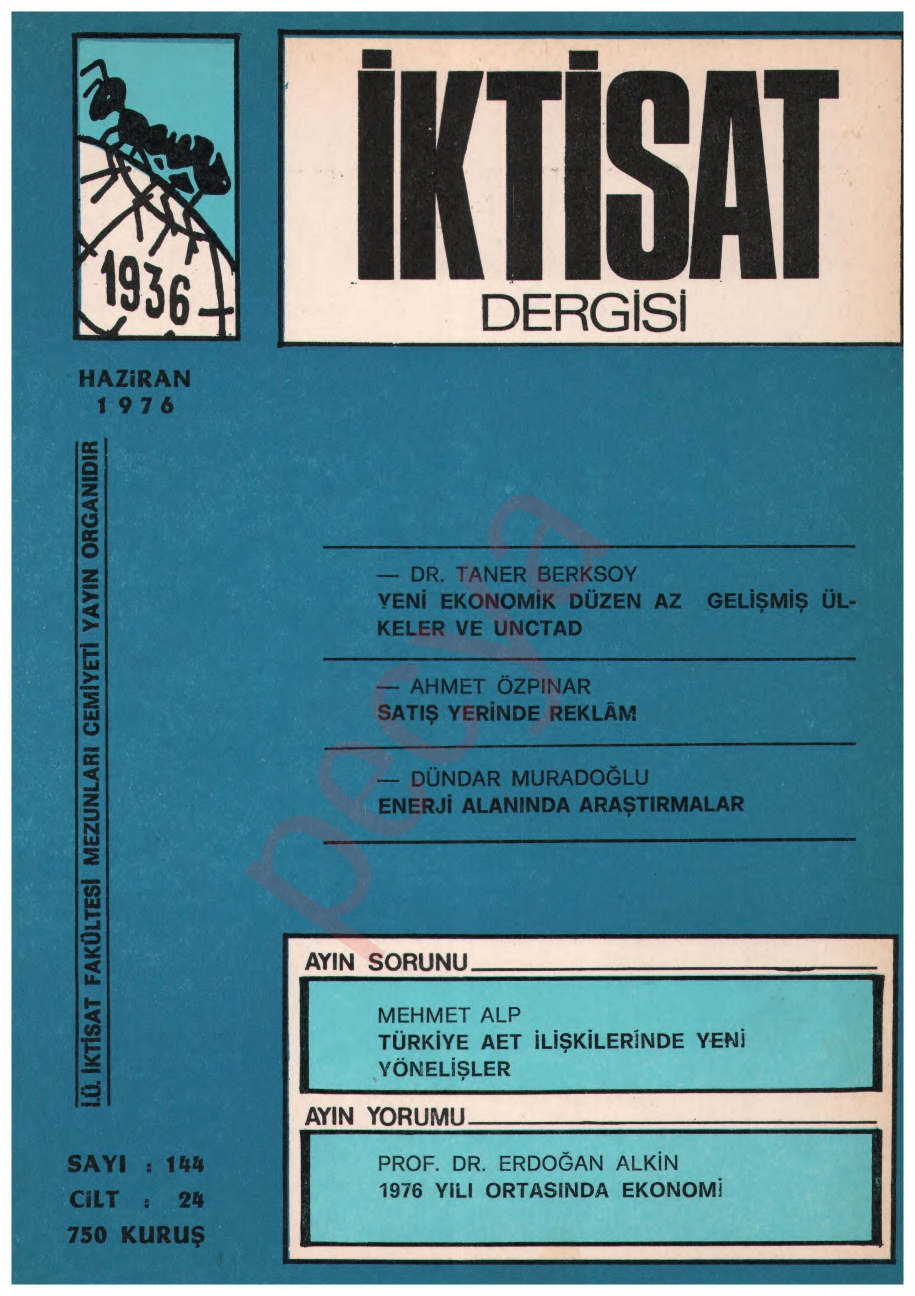 1936
İKTİSAT
DERGİSİ
HAZİRAN
1976
İ.Ü. İKTİSAT FAKÜLTESİ MEZUNLARI CEMİYETİ YAYIN ORGANIDIR
— DR. TANER BERKSOY
YENİ EKONOMİK DÜZEN AZ GELİŞMİŞ ÜL-
KELER VE UNCTAD
— AHMET ÖZPINAR
SATIŞ YERİNDE REKLÂM
— DÜNDAR MURADOĞLU
ENERJİ ALANINDA ARAŞTIRMALAR
pecya
AYIN SORUNU
MEHMET ALP
TÜRKİYE AET İLİŞKİLERİNDE YENİ
YÖNELİŞLER
AYIN YORUMU
PROF. DR. ERDOĞAN ALKİN
1976 YILI ORTASINDA EKONOMİ
SAYI : 144
CİLT : 24
750 KURUŞ